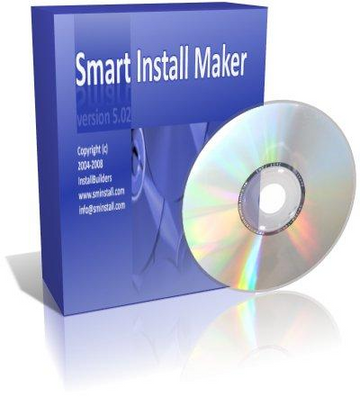 Smart Install Maker
version 5.02
Copyright (c)
2004-2008
InstallBuilders
www.sminstall.com
info@sminstall.com